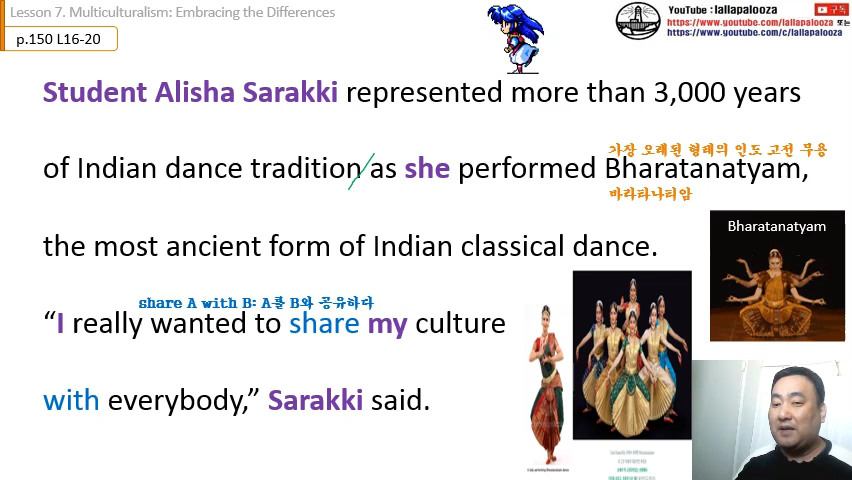 Lesson 7. Multiculturalism: Embracing the Differences
p.150 L16-20
YouTube : lallapalooza
구독
https://www.youtube.com/lallapalooza 또는
https://www.youtube.com/c/lallapalooza
Student Alisha Sarakki represented more than 3,000 years
가장 오래된 형태의 인도 고전 무용
of Indian dance tradition as she performed Bharatanatyam,
바라타나티암
the most ancient form of Indian classical dance.
Bharatanatyam
share A with B: A를 B와 공유하다
“I really wanted to share my culture
with everybody,” Sarakki said.